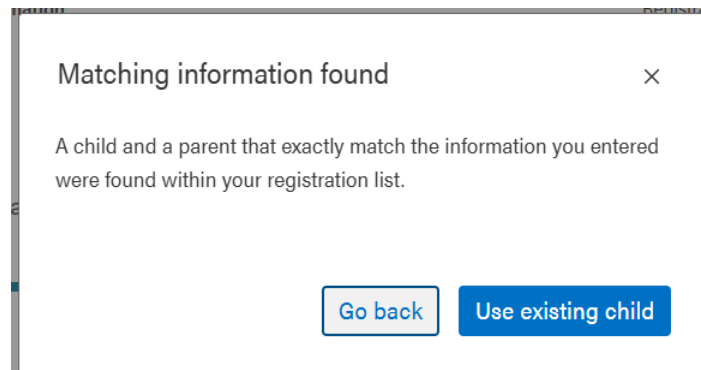 Matching information found
A child and a parent that exactly match the information you entered
were found within your registration list.
Go back
Use existing child